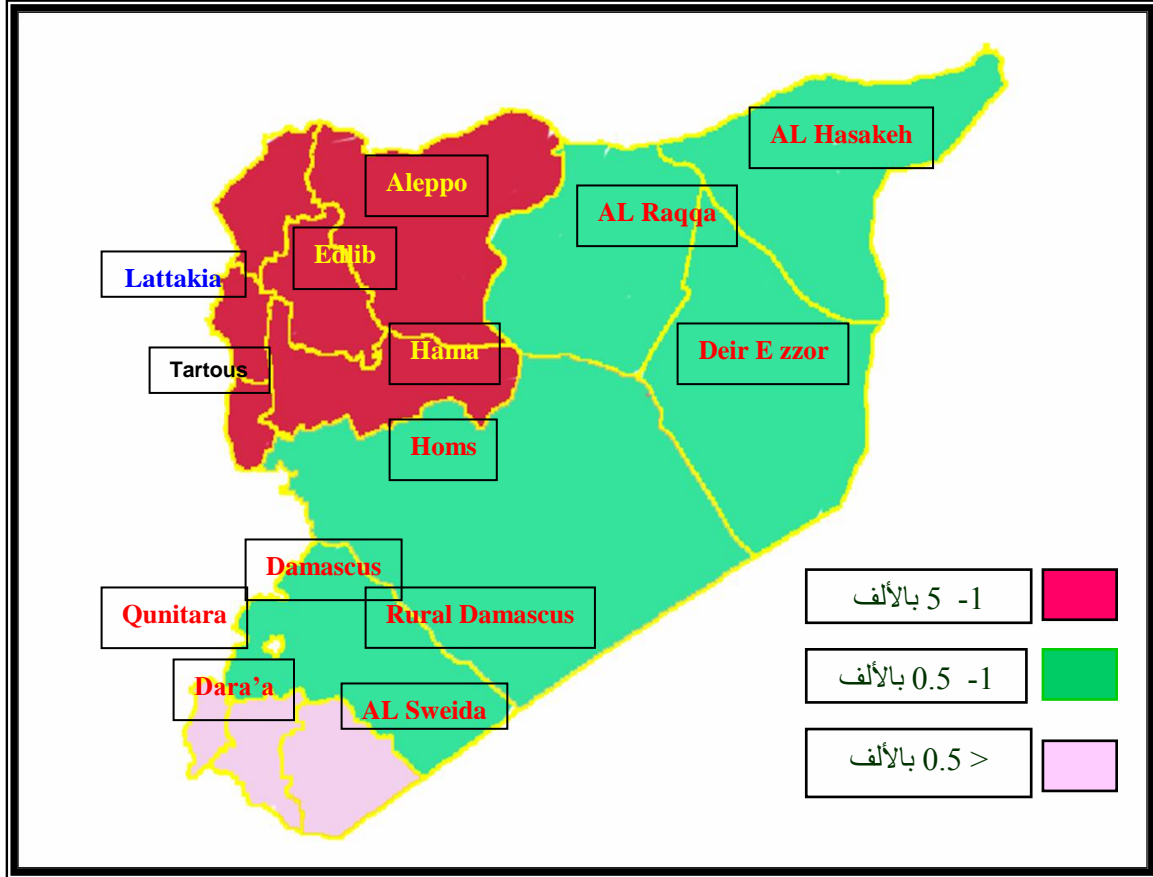 AL Hasakeh
Aleppo
AL Raqqa
Edlib
Lattakia
Hama
Deir E zzor
Tartous
Homs
Damascus
Qunitara
Rural Damascus
Dara’a
AL Sweida
1- 5 بالألف
1- 0.5 بالألف
< 0.5 بالألف